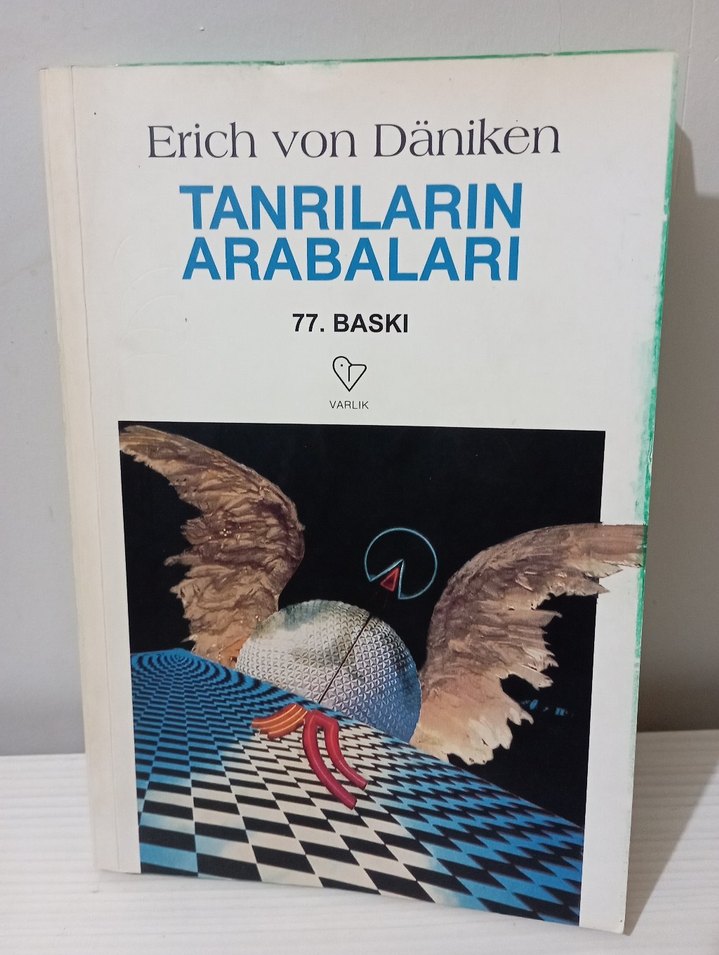 Erich von Däniken
TANRILARIN
ARABALARI
77. BASKI
VARLIK